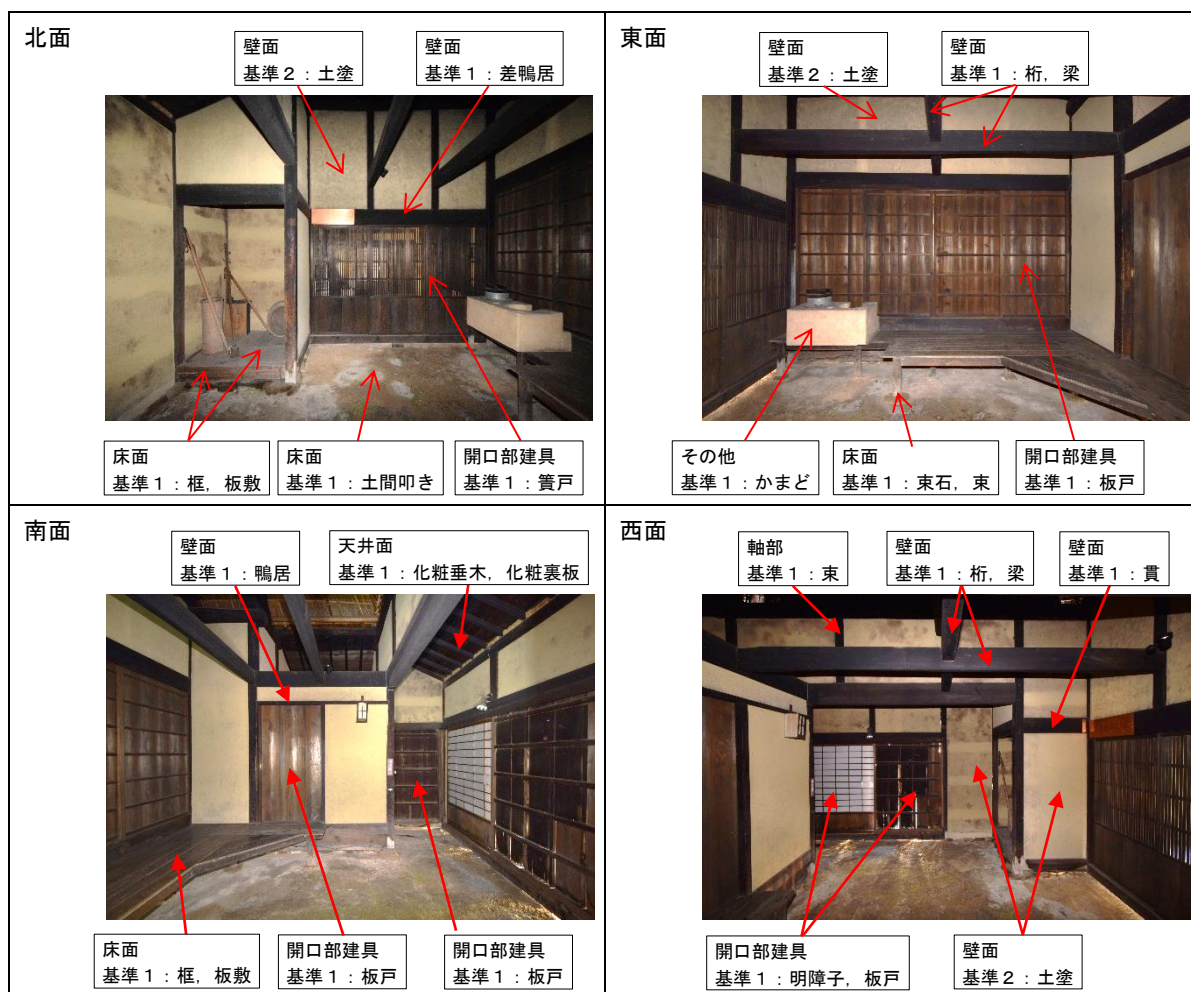 北面
壁面
基準２：土塗
壁面
基準１：差鴨居
床面
基準１：框，板敷
床面
基準１：土間叩き
開口部建具
基準１：簀戸
東面
壁面
基準２：土塗
壁面
基準１：桁，梁
その他
基準１：かまど
床面
基準１：束石，束
開口部建具
基準１：板戸
南面
壁面
基準１：鴨居
天井面
基準１：化粧垂木，化粧裏板
床面
基準１：框，板敷
開口部建具
基準１：板戸
開口部建具
基準１：板戸
西面
軸部
基準１：束
壁面
基準１：桁，梁
壁面
基準１：貫
開口部建具
基準１：明障子，板戸
壁面
基準２：土塗